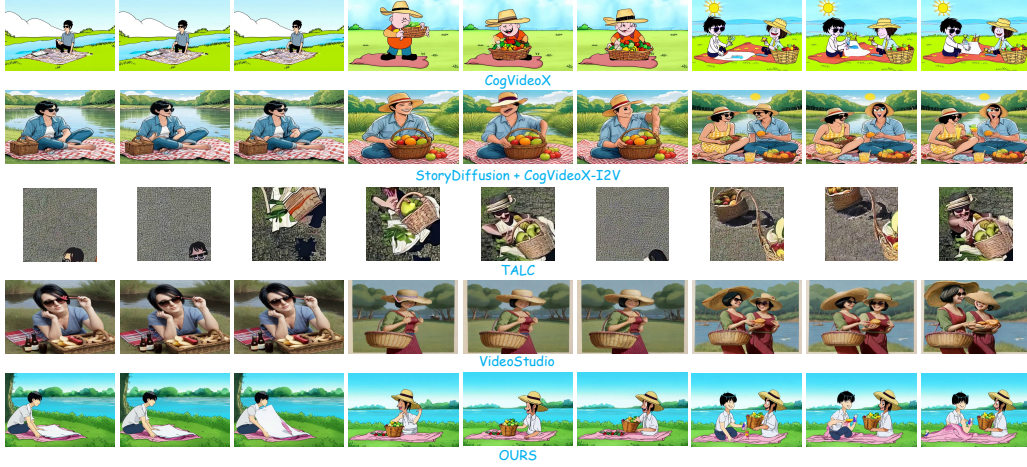 CogVideoX
StoryDiffusion + CogVideoX-I2V
TALC
VideoStudio
OURS